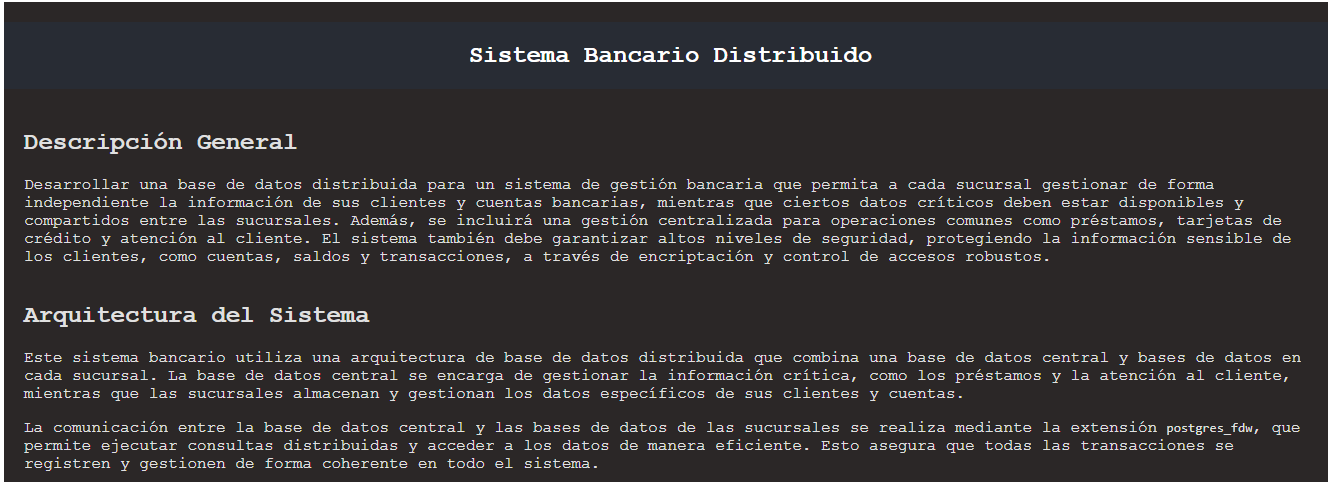 Sistema Bancario Distribuido
Descripción General
Desarrollar una base de datos distribuida para un sistema de gestión bancaria que permita a cada sucursal gestionar de forma
independiente la información de sus clientes y cuentas bancarias, mientras que ciertos datos críticos deben estar disponibles y
compartidos entre las sucursales. Además, se incluirá una gestión centralizada para operaciones comunes como préstamos, tarjetas de
crédito y atención al cliente. El sistema también debe garantizar altos niveles de seguridad, protegiendo la información sensible de
los clientes, como cuentas, saldos y transacciones, a través de encriptación y control de accesos robustos.
Arquitectura del Sistema
Este sistema bancario utiliza una arquitectura de base de datos distribuida que combina una base de datos central y bases de datos en
cada sucursal. La base de datos central se encarga de gestionar la información crítica, como los préstamos y la atención al cliente,
mientras que las sucursales almacenan y gestionan los datos específicos de sus clientes y cuentas.
La comunicación entre la base de datos central y las bases de datos de las sucursales se realiza mediante la extensión postgres_fdw, que
permite ejecutar consultas distribuidas y acceder a los datos de manera eficiente. Esto asegura que todas las transacciones se
registren y gestionen de forma coherente en todo el sistema.